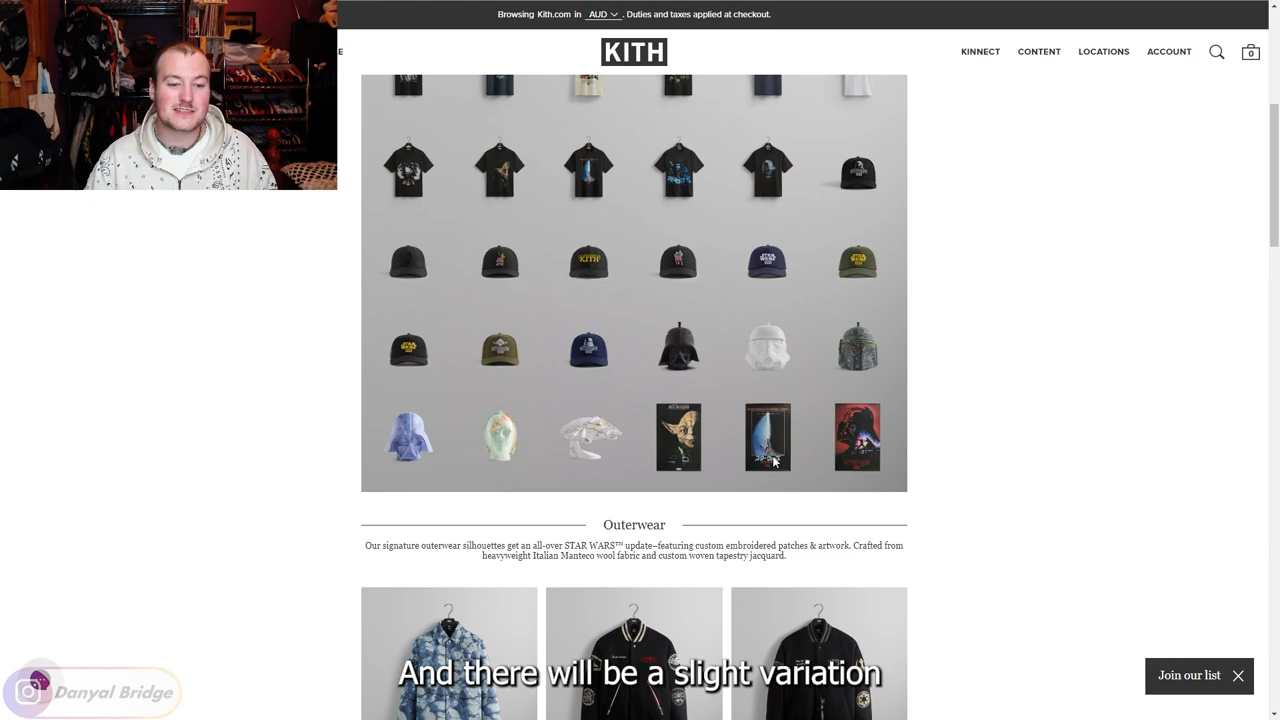 Browsing Kith.com in AUD . Duties and taxes applied at checkout.
E
KITH
KINNECT
CONTENT
LOCATIONS
ACCOUNT
0
Outerwear
Our signature outerwear silhouettes get an all-over STAR WARS™ update–featuring custom embroidered patches & artwork. Crafted from
heavyweight Italian Manteco wool fabric and custom woven tapestry jacquard.
And there will be a slight variation
Danyal Bridge
Join our list